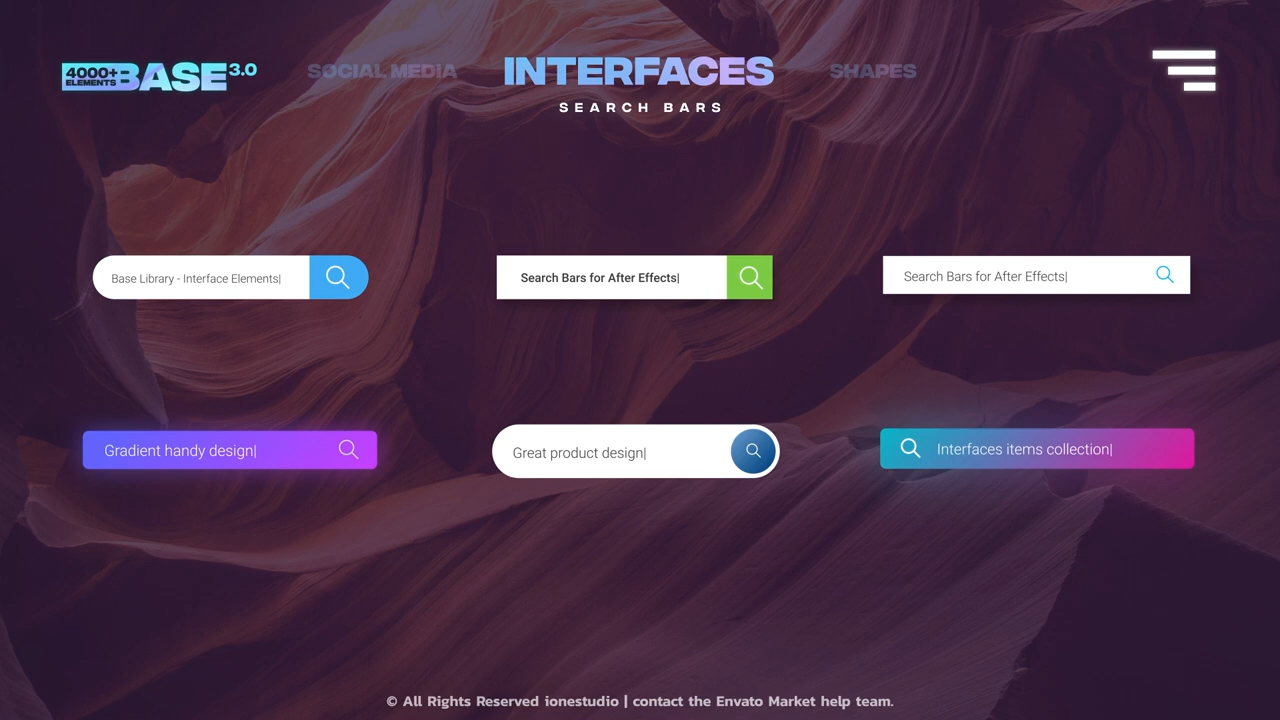 4000+
ELEMENTS
BASE 3.0
SOCIAL MEDIA
INTERFACES
SHAPES
SEARCH BARS
Base Library - Interface Elements|
Search Bars for After Effects|
Search Bars for After Effects|
Gradient handy design|
Great product design|
Interfaces items collection|
© All Rights Reserved ionestudio | contact the Envato Market help team.